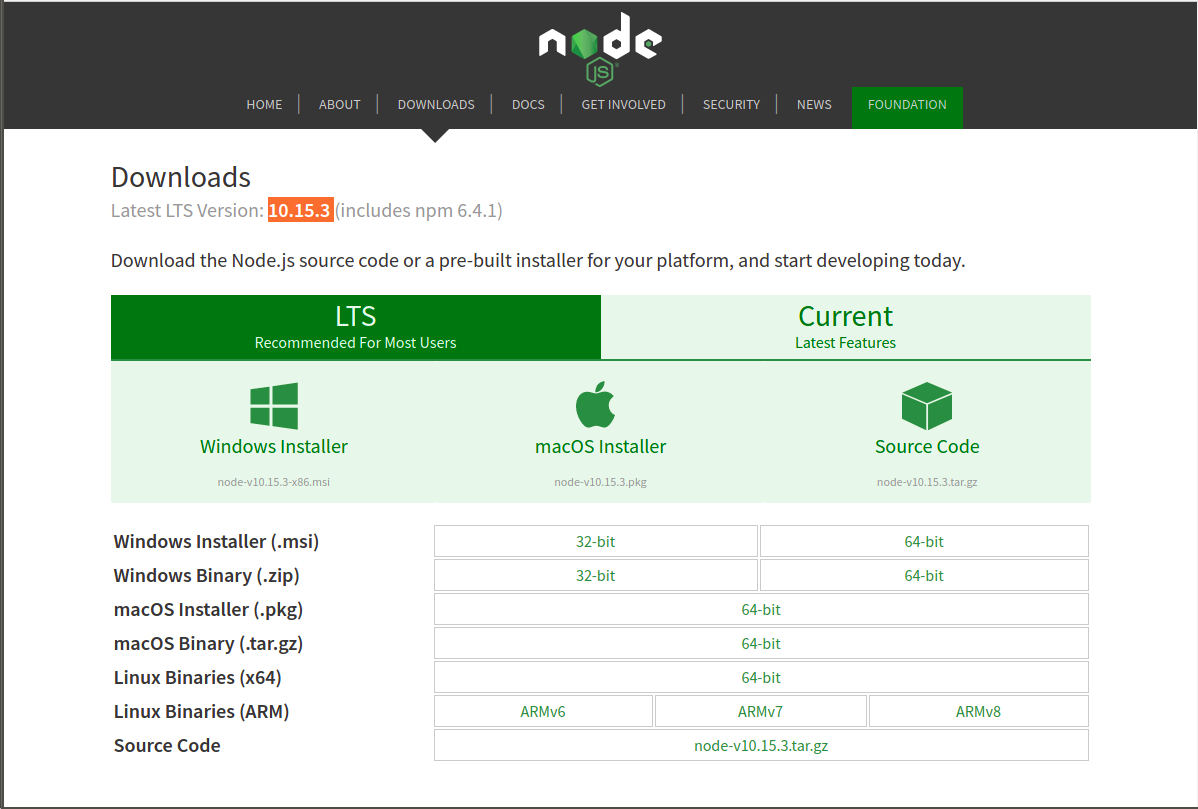 node
JS
HOME ABOUT DOWNLOADS DOCS GET INVOLVED SECURITY NEWS FOUNDATION
Downloads
Latest LTS Version: 10.15.3 (includes npm 6.4.1)
Download the Node.js source code or a pre-built installer for your platform, and start developing today.
LTS
Recommended For Most Users
Current
Latest Features
Windows Installer
node-v10.15.3-x86.msi
macOS Installer
node-v10.15.3.pkg
Source Code
node-v10.15.3.tar.gz
Windows Installer (.msi) 32-bit 64-bit
Windows Binary (.zip) 32-bit 64-bit
macOS Installer (.pkg) 64-bit
macOS Binary (.tar.gz) 64-bit
Linux Binaries (x64) 64-bit
Linux Binaries (ARM) ARMv6 ARMv7 ARMv8
Source Code node-v10.15.3.tar.gz